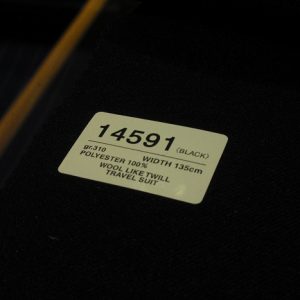 14591 (BLACK)
gr.310 WIDTH 135cm
POLYESTER 100%
WOOL LIKE TWILL
TRAVEL SUIT